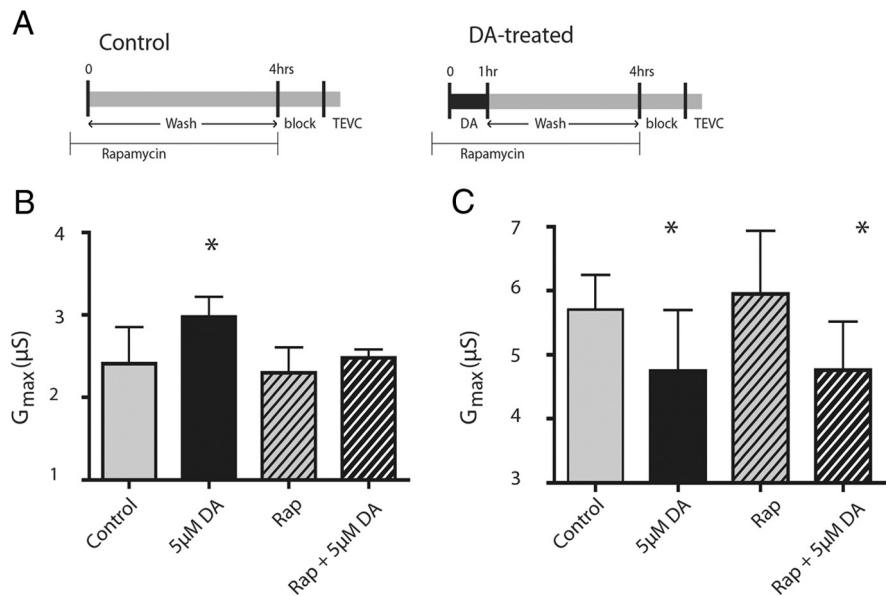 A
Control
0 4hrs
Wash block TEVC
Rapamycin
DA-treated
0 1hr 4hrs
DA Wash block TEVC
Rapamycin
B
4
3
2
1
Gmax (µS)
*
Control
5µM DA
Rap
Rap + 5µM DA
C
7
6
5
4
3
Gmax (µS)
* *
Control
5µM DA
Rap
Rap + 5µM DA